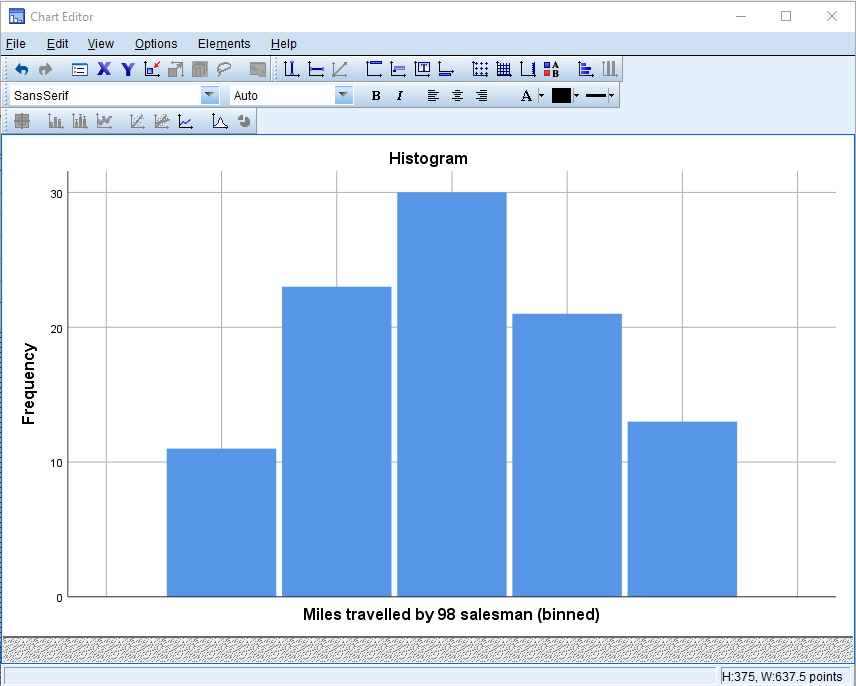 Chart Editor
File Edit View Options Elements Help
X Y T A B
SansSerif Auto B I A
Histogram
30
20
10
0
Frequency
Miles travelled by 98 salesman (binned)
H:375, W:637.5 points